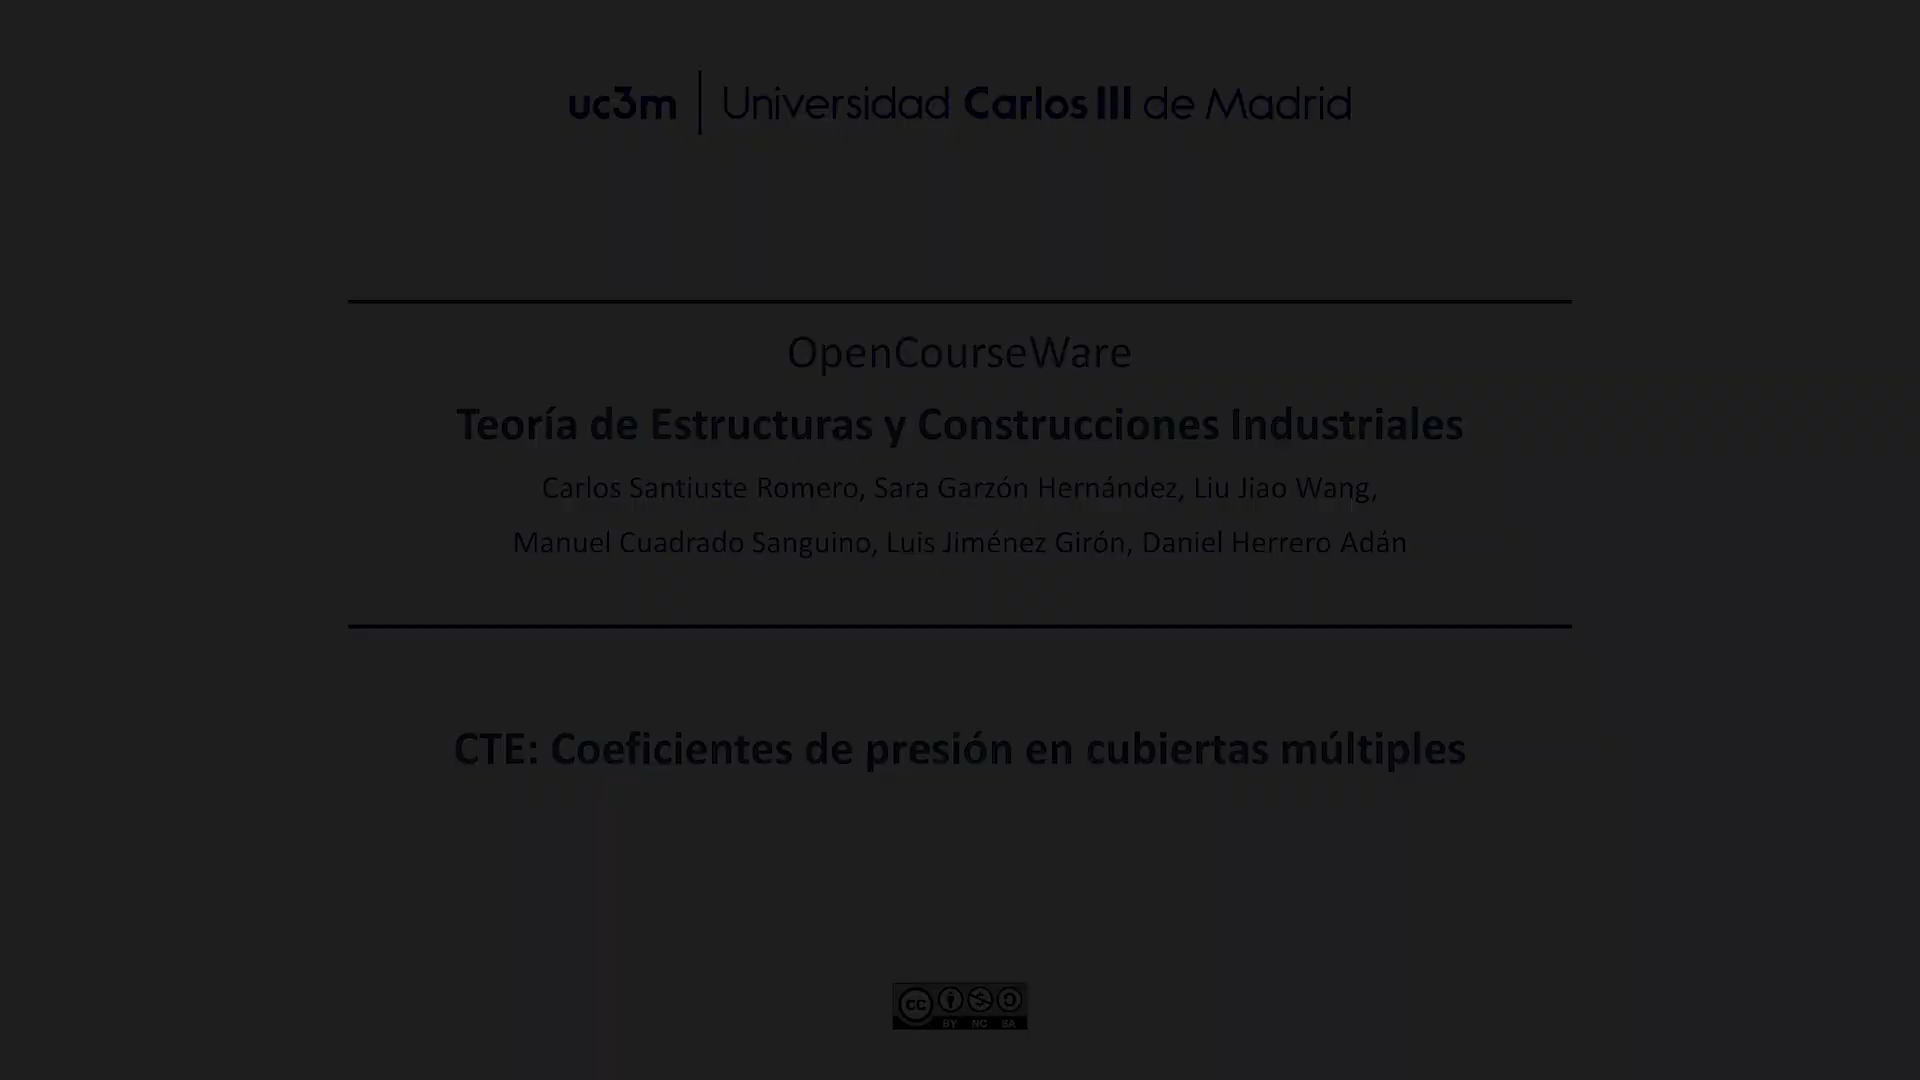 uc3m | Universidad Carlos III de Madrid
OpenCourseWare
Teoría de Estructuras y Construcciones Industriales
Carlos Santiuste Romero, Sara Garzón Hernández, Liu Jiao Wang,
Manuel Cuadrado Sanguino, Luis Jiménez Girón, Daniel Herrero Adán
CTE: Coeficientes de presión en cubiertas múltiples
cc
BY NC SA